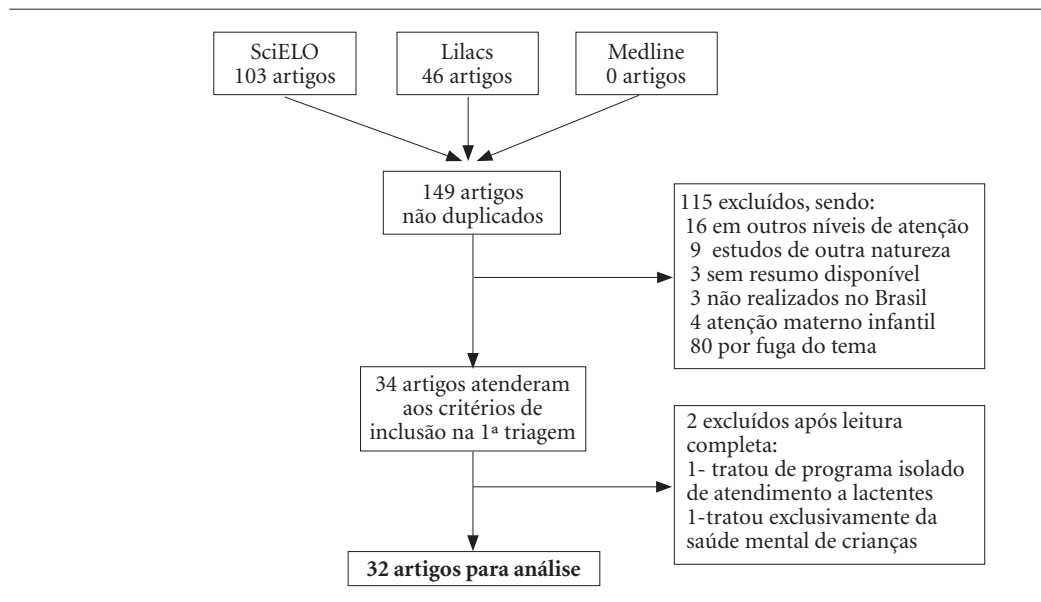 SciELO
103 artigos
Lilacs
46 artigos
Medline
0 artigos
149 artigos
não duplicados
115 excluídos, sendo:
16 em outros níveis de atenção
9 estudos de outra natureza
3 sem resumo disponível
3 não realizados no Brasil
4 atenção materno infantil
80 por fuga do tema
34 artigos atenderam
aos critérios de
inclusão na 1ª triagem
2 excluídos após leitura
completa:
1- tratou de programa isolado
de atendimento a lactentes
1-tratou exclusivamente da
saúde mental de crianças
32 artigos para análise